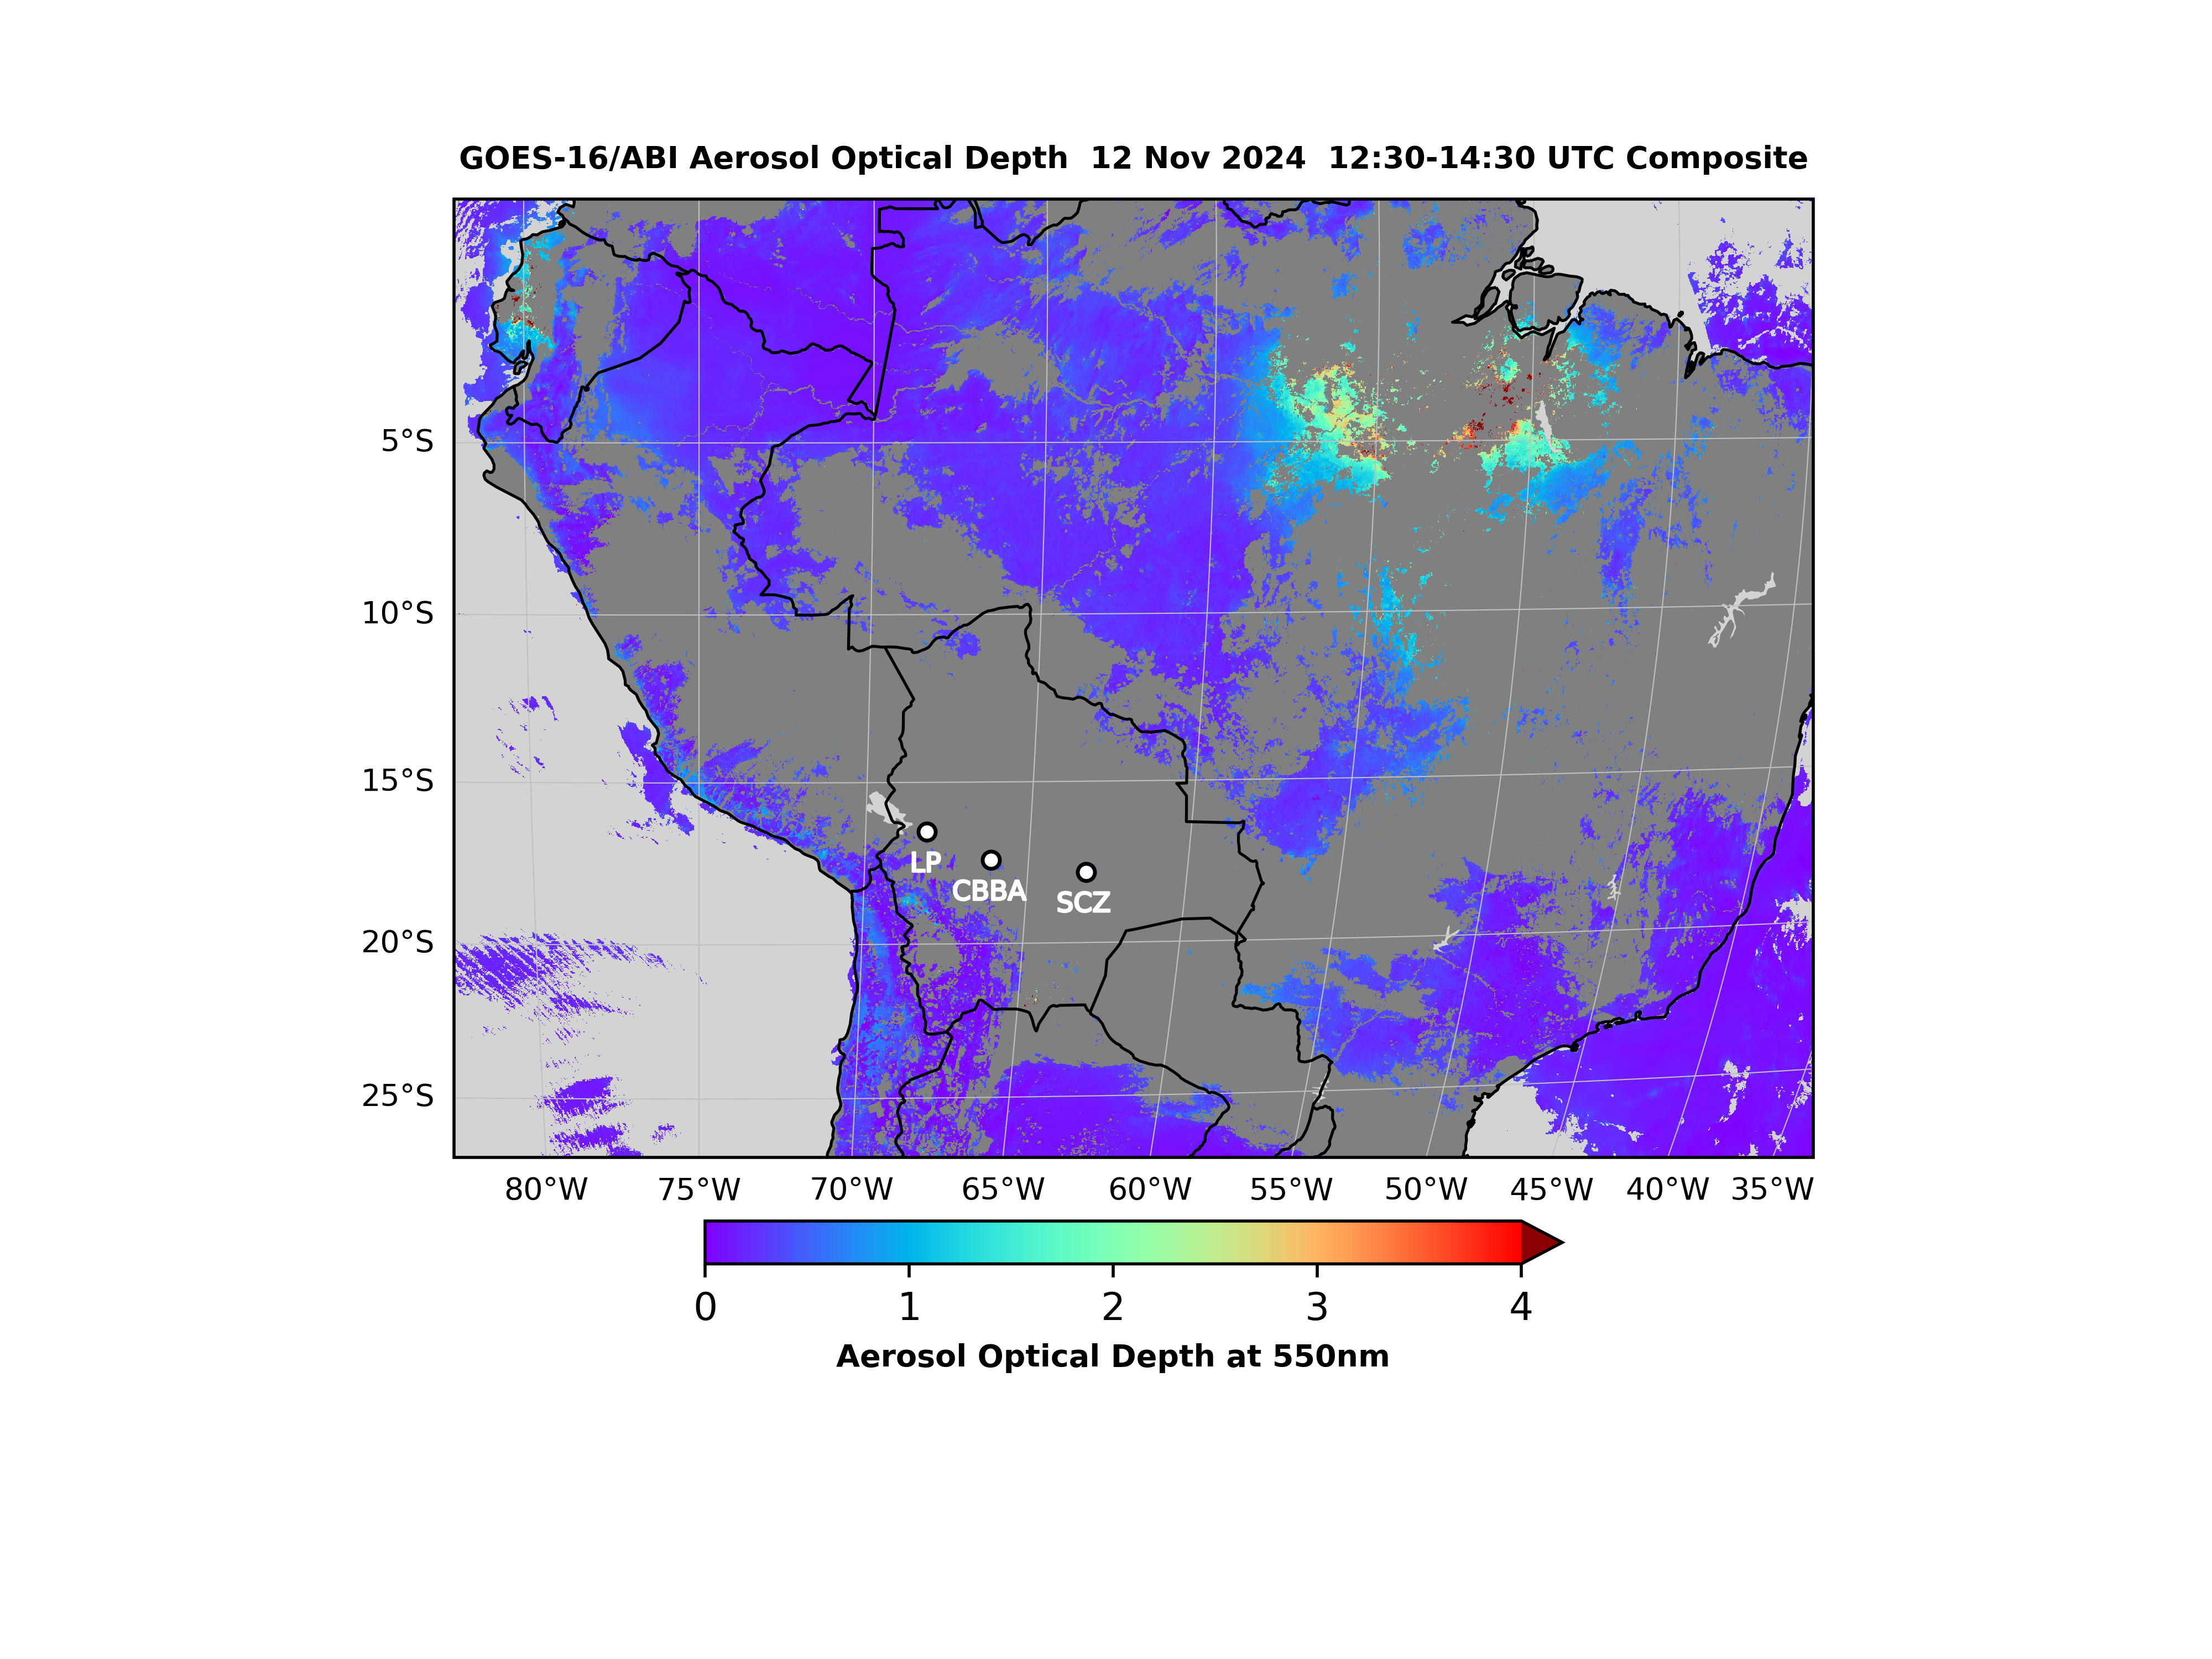 GOES-16/ABI Aerosol Optical Depth  12 Nov 2024  12:30-14:30 UTC Composite
5°S
10°S
15°S
LP
CBBA
SCZ
20°S
25°S
80°W 75°W 70°W 65°W 60°W 55°W 50°W 45°W 40°W 35°W
0 1 2 3 4
Aerosol Optical Depth at 550nm